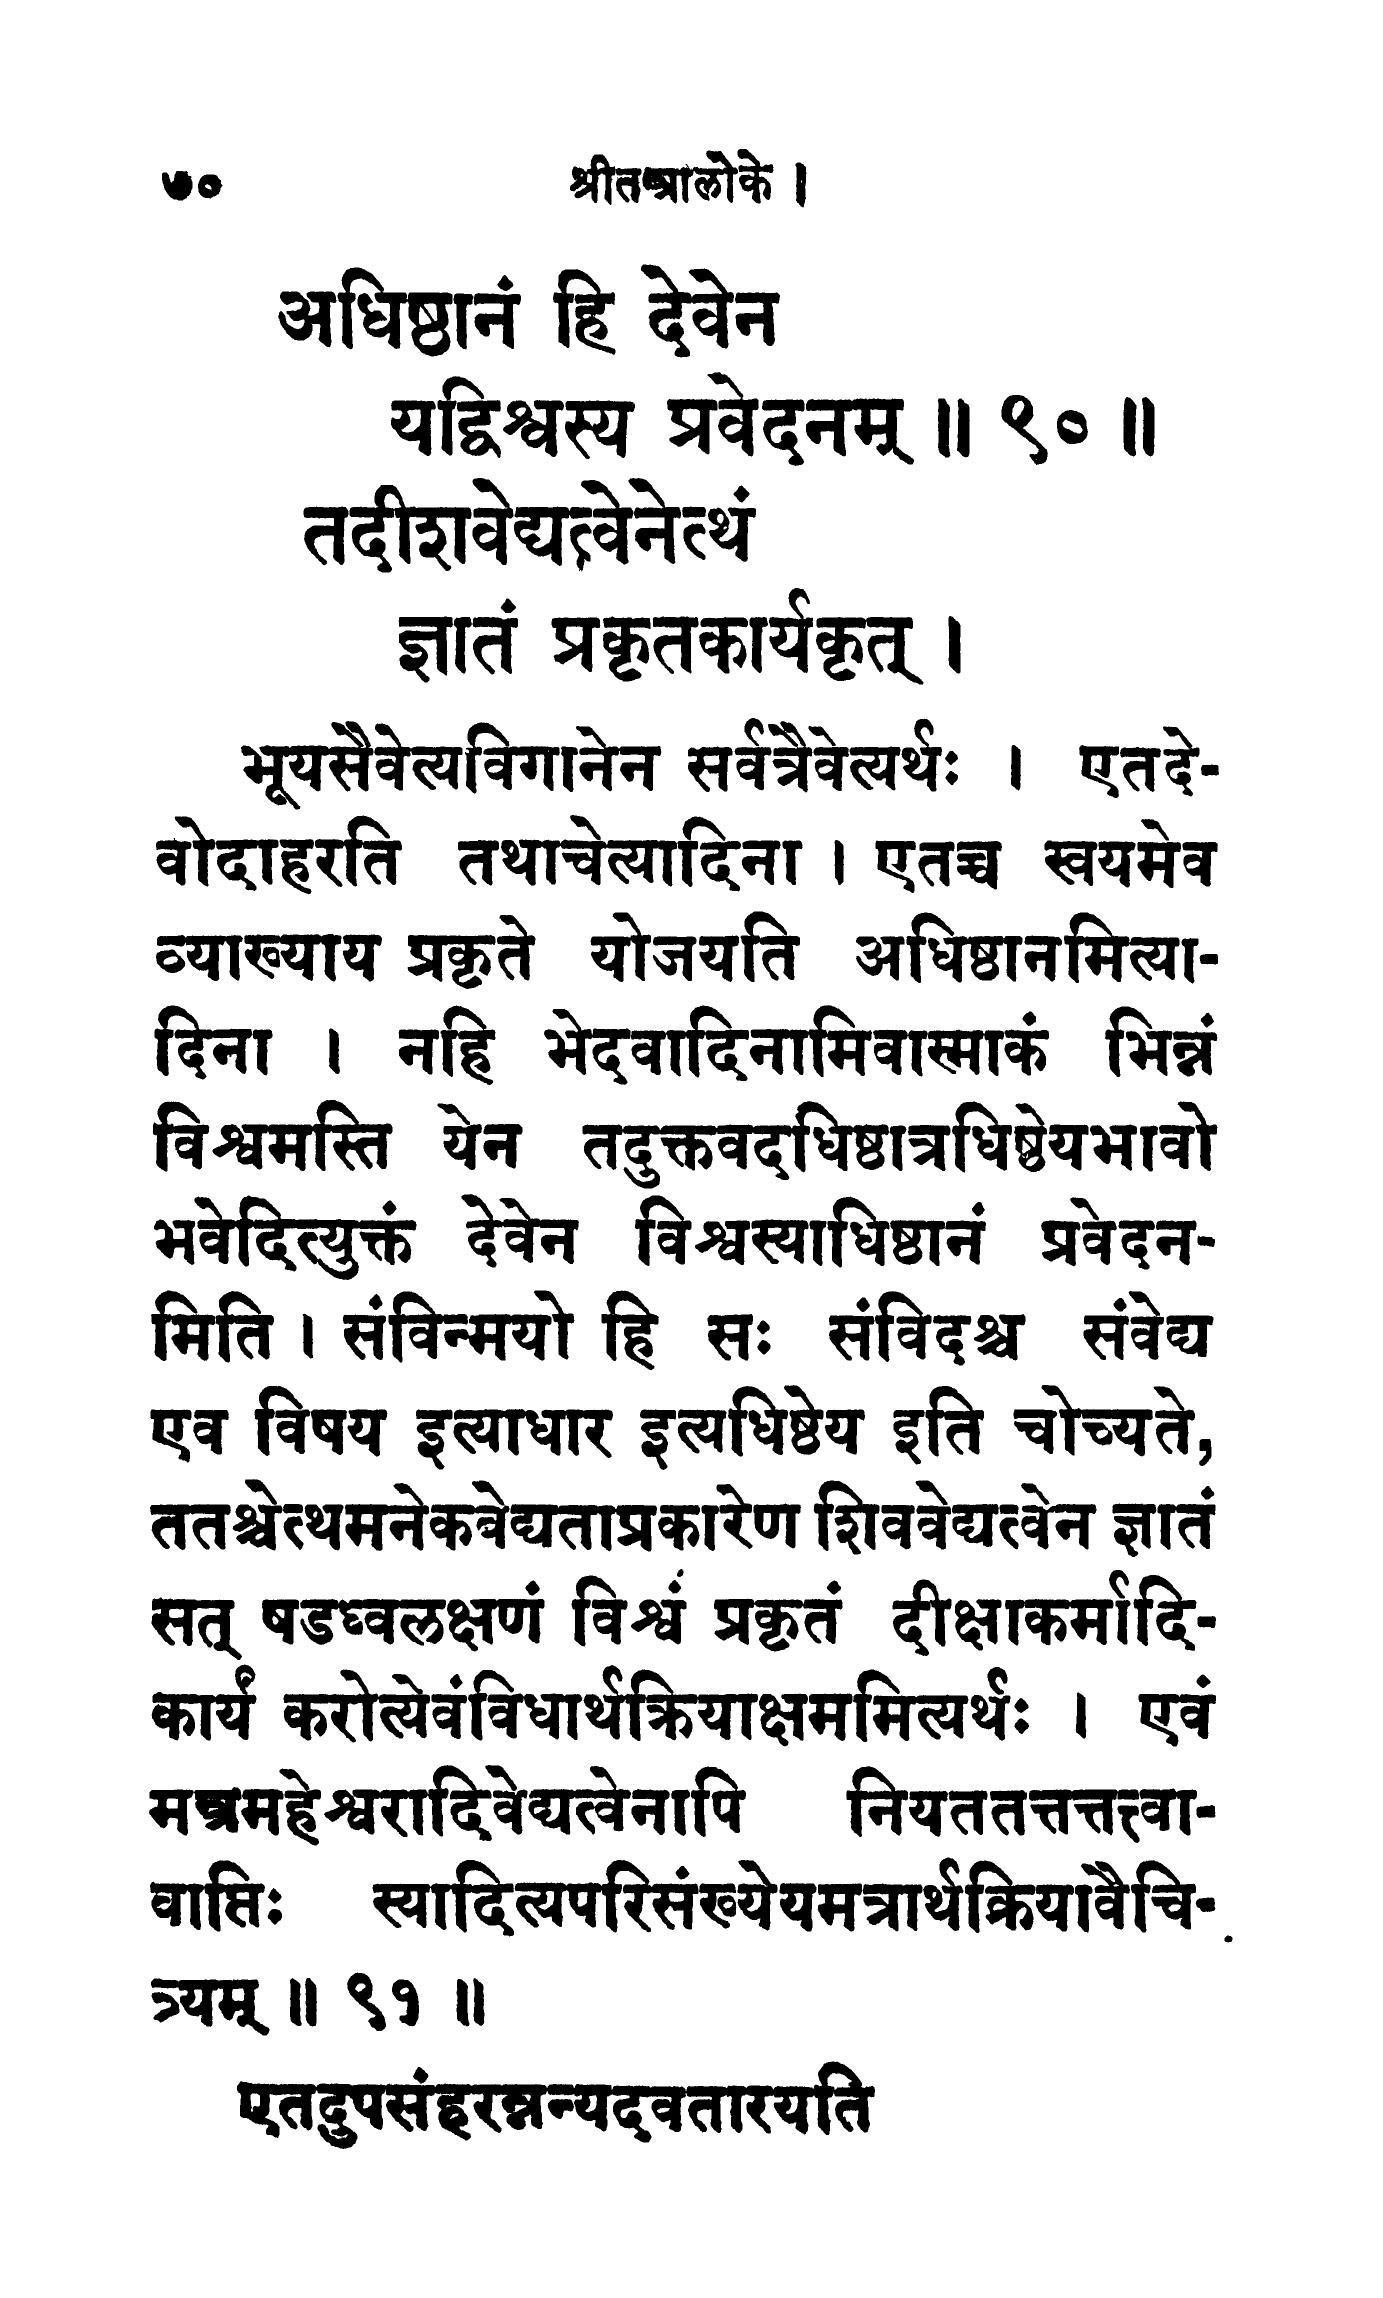 ७० श्रीतन्त्रालोके ।
अधिष्ठानं हि देवेन
यद्विश्वस्य प्रवेदनम् ॥ ९० ॥
तदीशवेद्यत्वेनेत्थं
ज्ञातं प्रकृतकार्यकृत् ।
भूयसैवेत्यविगानेन सर्वत्रैवेत्यर्थः । एतदे-
वोदाहरति तथाचेत्यादिना । एतच्च स्वयमेव
व्याख्याय प्रकृते योजयति अधिष्ठानमित्या-
दिना । नहि भेदवादिनामिवास्माकं भिन्नं
विश्वमस्ति येन तदुक्तवदधिष्ठात्रधिष्ठेयभावो
भवेदित्युक्तं देवेन विश्वस्याधिष्ठानं प्रवेदन-
मिति । संविन्मयो हि सः संविदश्च संवेद्य
एव विषय इत्याधार इत्यधिष्ठेय इति चोच्यते,
ततश्चेत्थमनेकवेद्यताप्रकारेण शिववेद्यत्वेन ज्ञातं
सत् षडध्वलक्षणं विश्वं प्रकृतं दीक्षाकर्मादि-
कार्यं करोत्येवंविधार्थक्रियाक्षममित्यर्थः । एवं
मन्त्रमहेश्वरादिवेद्यत्वेनापि नियततत्तत्तत्त्वा-
वाप्तिः स्यादित्यपरिसंख्येयमत्रार्थक्रियावैचि-
त्र्यम् ॥ ९१ ॥
एतदुपसंहरन्नन्यदवतारयति